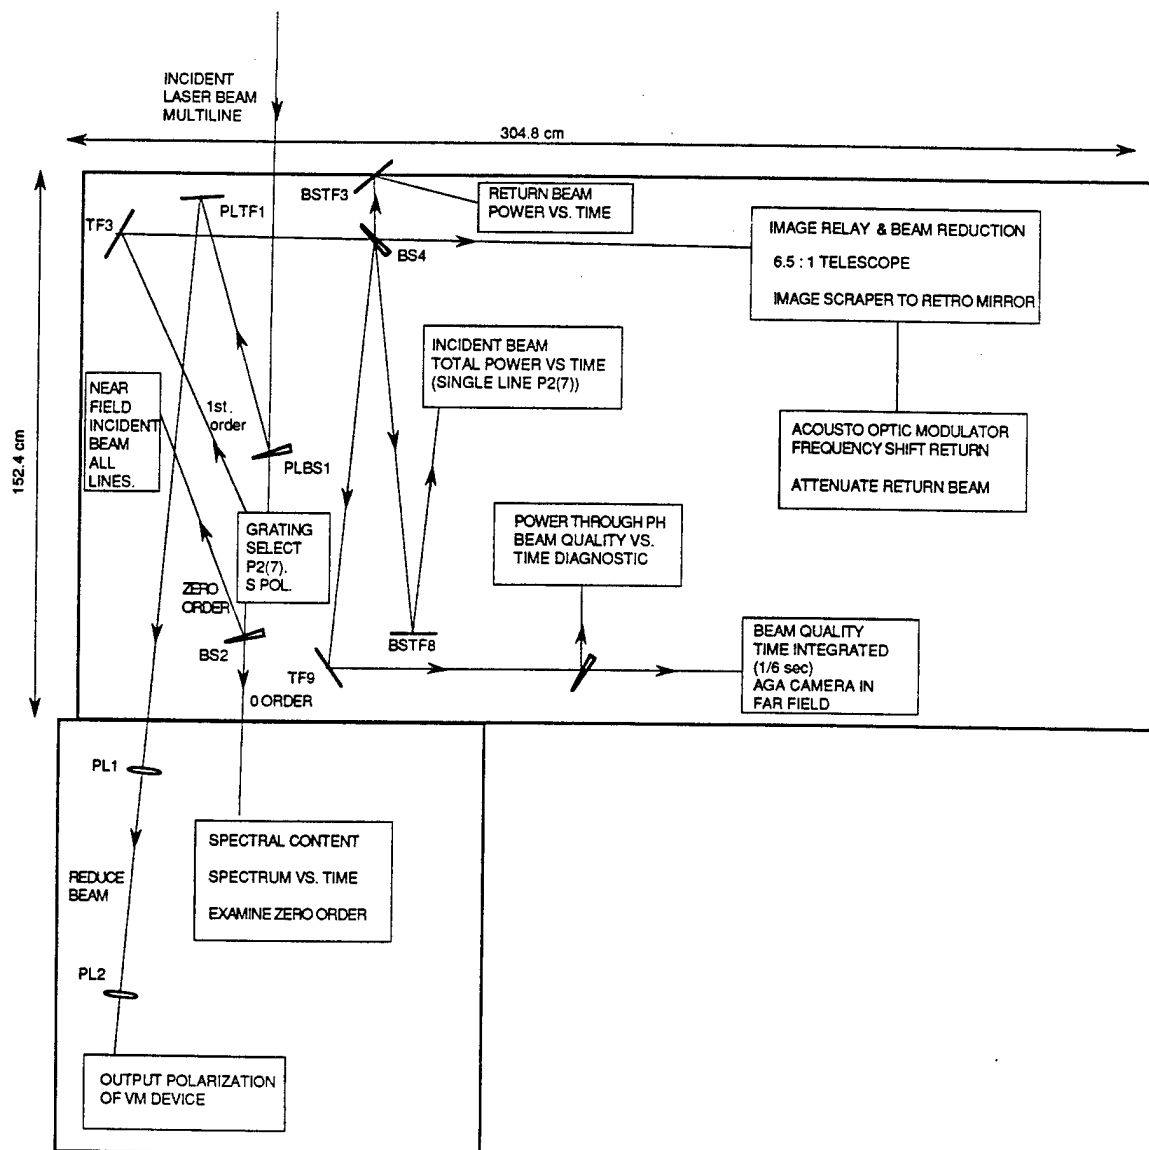 INCIDENT
LASER BEAM
MULTILINE
304.8 cm
152.4 cm
BSTF3
RETURN BEAM
POWER VS. TIME
PLTF1
TF3
BS4
IMAGE RELAY & BEAM REDUCTION
6.5 : 1 TELESCOPE
IMAGE SCRAPER TO RETRO MIRROR
INCIDENT BEAM
TOTAL POWER VS TIME
(SINGLE LINE P2(7))
NEAR
FIELD
INCIDENT
BEAM
ALL
LINES.
1st.
order
PLBS1
ACOUSTO OPTIC MODULATOR
FREQUENCY SHIFT RETURN
ATTENUATE RETURN BEAM
GRATING
SELECT
P2(7).
S POL.
POWER THROUGH PH
BEAM QUALITY VS.
TIME DIAGNOSTIC
ZERO
ORDER
BS2
BSTF8
TF9
0 ORDER
BEAM QUALITY
TIME INTEGRATED
(1/6 sec)
AGA CAMERA IN
FAR FIELD
PL1
SPECTRAL CONTENT
SPECTRUM VS. TIME
EXAMINE ZERO ORDER
REDUCE
BEAM
PL2
OUTPUT POLARIZATION
OF VM DEVICE